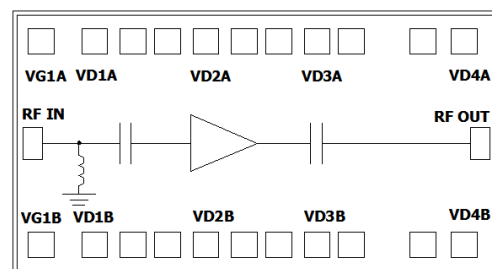 VG1A VD1A VD2A VD3A VD4A
RF IN
RF OUT
VG1B VD1B VD2B VD3B VD4B